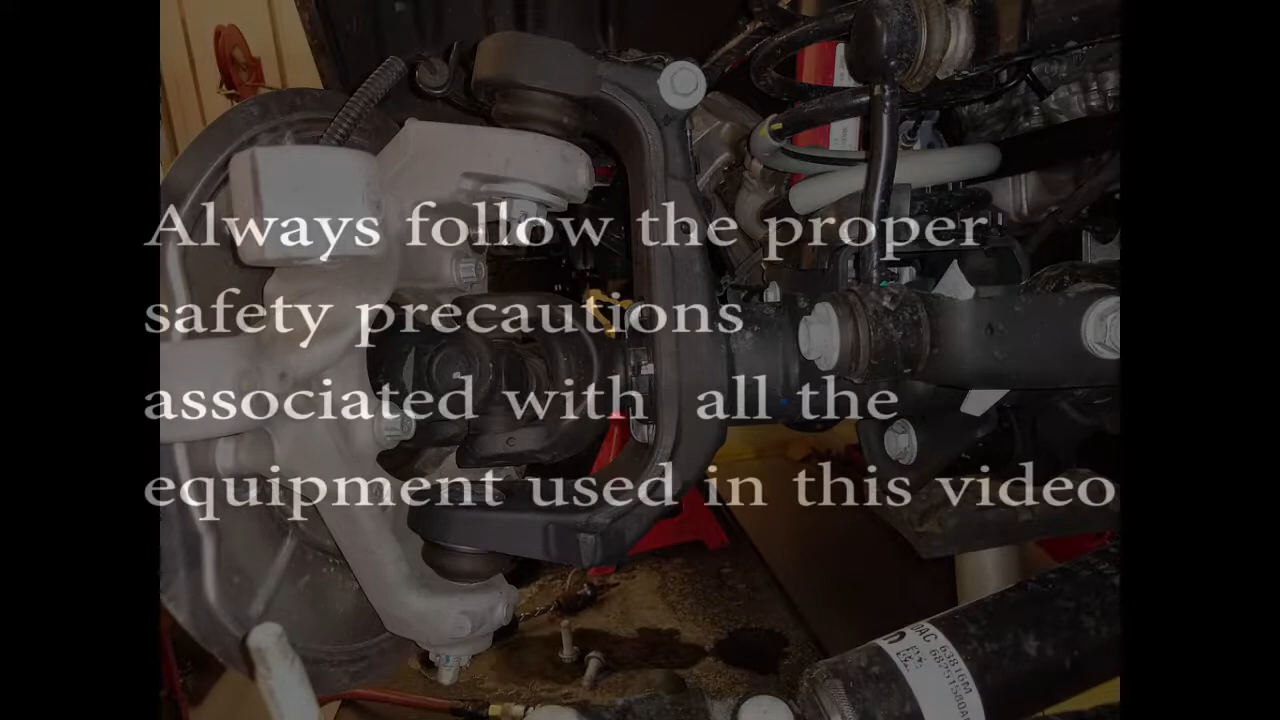 Always follow the proper
safety precautions
associated with all the
equipment used in this video